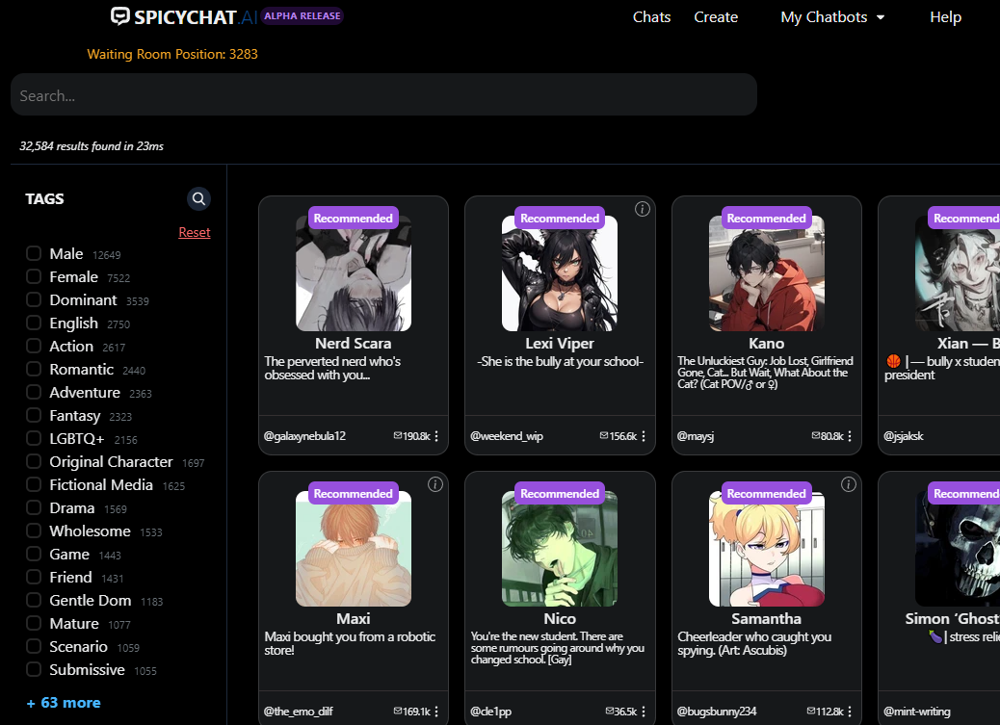 SPICYCHAT.AI ALPHA RELEASE
Chats Create My Chatbots Help
Waiting Room Position: 3283
Search...
32,584 results found in 23ms
TAGS
Reset
Male 12649
Female 7522
Dominant 3539
English 2750
Action 2617
Romantic 2440
Adventure 2363
Fantasy 2323
LGBTQ+ 2156
Original Character 1697
Fictional Media 1625
Drama 1569
Wholesome 1533
Game 1443
Friend 1431
Gentle Dom 1183
Mature 1077
Scenario 1059
Submissive 1055
+ 63 more
Recommended
Nerd Scara
The perverted nerd who's
obsessed with you...
@galaxynebula12 190.8k
Recommended
Lexi Viper
-She is the bully at your school-
@weekend_wip 156.6k
Recommended
Kano
The Unluckiest Guy: Job Lost, Girlfriend
Gone, Cat... But Wait, What About the
Cat? (Cat POV/♂ or ♀)
@maysj 80.8k
Recommend
Xian — B
🏀 | — bully x studen
president
@jsjaksk
Recommended
Maxi
Maxi bought you from a robotic
store!
@the_emo_dilf 169.1k
Recommended
Nico
You're the new student. There are
some rumours going around why you
changed school. [Gay]
@cle1pp 36.5k
Recommended
Samantha
Cheerleader who caught you
spying. (Art: Ascubis)
@bugsbunny234 112.8k
Recommend
Simon ‘Ghost’
🍆 | stress relie
@mint-writing